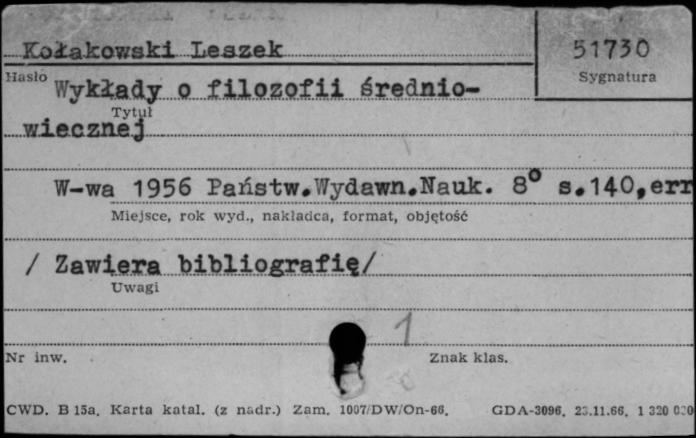 Kołakowski Leszek
51730
Hasło
Sygnatura
Wykłady o filozofii średnio-
Tytuł
wiecznej
W-wa 1956 Państw.Wydawn.Nauk. 8° s.140,err
Miejsce, rok wyd., nakładca, format, objętość
/ Zawiera bibliografię/
Uwagi
1
Nr inw.
Znak klas.
CWD. B 15a. Karta katal. (z nadr.) Zam. 1007/DW/On-66. GDA-3096. 23.11.66. 1 320 000